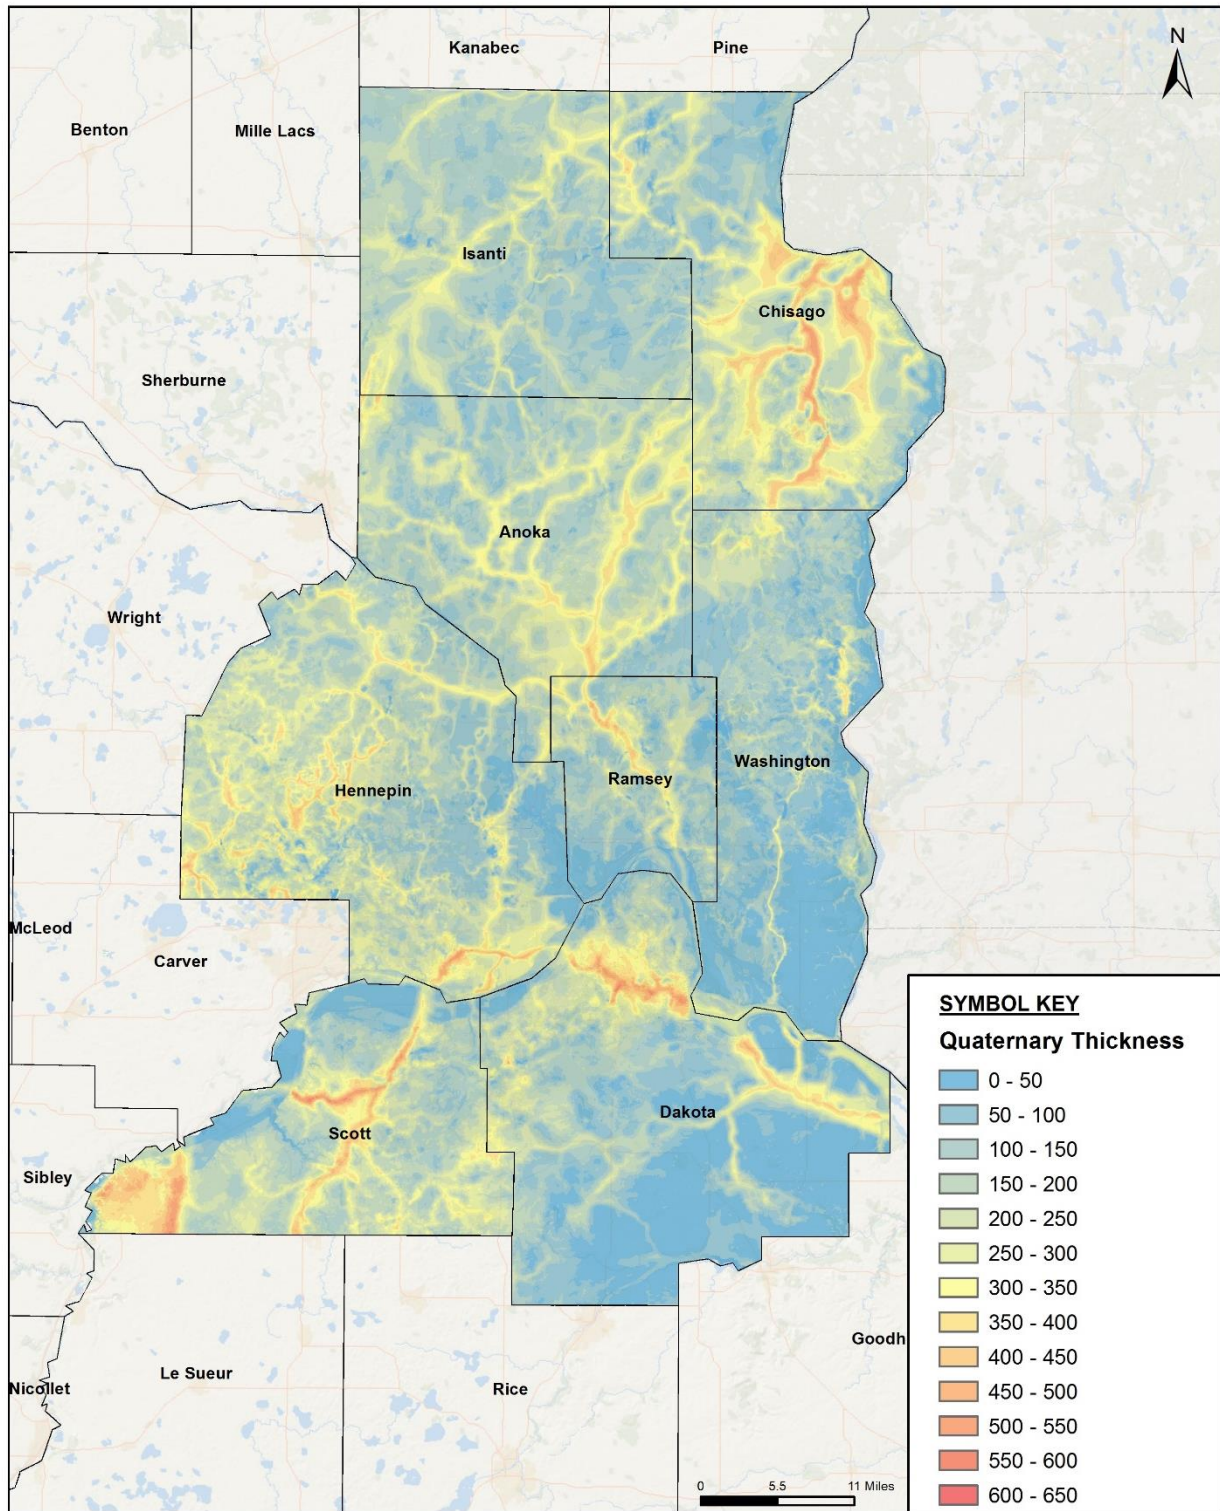 Kanabec
Pine
N
Benton
Mille Lacs
Isanti
Chisago
Sherburne
Anoka
Wright
Washington
Ramsey
Hennepin
McLeod
Carver
Dakota
Scott
Sibley
Goodh
Le Sueur
Nicollet
Rice
0 5.5 11 Miles
SYMBOL KEY
Quaternary Thickness
0 - 50
50 - 100
100 - 150
150 - 200
200 - 250
250 - 300
300 - 350
350 - 400
400 - 450
450 - 500
500 - 550
550 - 600
600 - 650